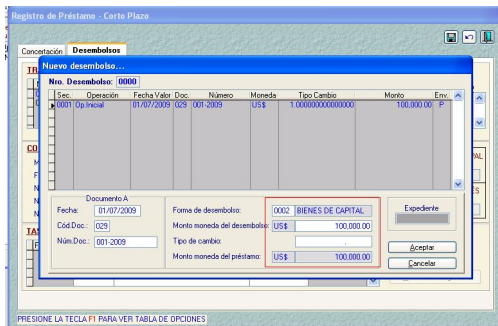 Registro de Préstamo - Corto Plazo
Concertación Desembolsos
Nuevo desembolso...
Nro. Desembolso: 0000
Sec. Operación Fecha Valor Doc. Número Moneda Tipo Cambio Monto Env.
0001 Op.Inicial 01/07/2009 029 001-2009 US$ 1.00000000000000 100,000.00 P
Documento A
Fecha: 01/07/2009
Cód.Doc.: 029
Núm.Doc.: 001-2009
Forma de desembolso: 0002 BIENES DE CAPITAL
Monto moneda del desembolso: US$ 100,000.00
Tipo de cambio: .
Monto moneda del préstamo: US$ 100,000.00
Expediente
Aceptar
Cancelar
PRESIONE LA TECLA F1 PARA VER TABLA DE OPCIONES